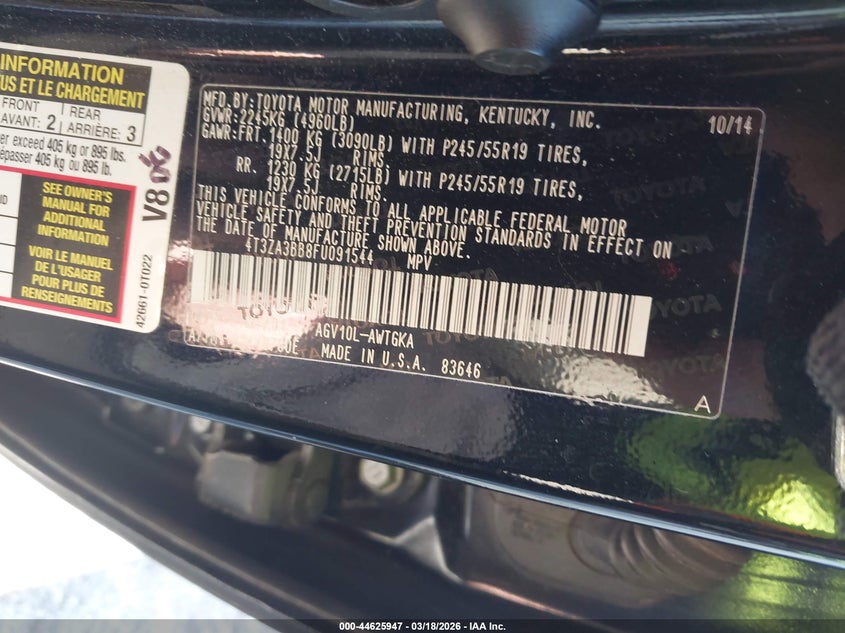 INFORMATION
US ET LE CHARGEMENT
FRONT
AVANT: 2
REAR
ARRIÈRE: 3
exceed 405 kg or 895 lbs.
épasser 405 kg ou 895 lb.
SEE OWNER'S
MANUAL FOR
ADDITIONAL
INFORMATION
VOIR LE MANUEL
DE L'USAGER
POUR PLUS DE
RENSEIGNEMENTS
V8
42661-0T022
MFD.BY:TOYOTA MOTOR MANUFACTURING, KENTUCKY, INC. 10/14
GVWR:2245KG (4960LB)
GAWR:FRT.1400 KG (3090LB) WITH P245/55R19 TIRES,
19X7.5J RIMS.
RR. 1230 KG (2715LB) WITH P245/55R19 TIRES,
19X7.5J RIMS.
THIS VEHICLE CONFORMS TO ALL APPLICABLE FEDERAL MOTOR
VEHICLE SAFETY AND THEFT PREVENTION STANDARDS IN EFFECT ON
THE DATE OF MANUFACTURE SHOWN ABOVE.
4T3ZA3BB8FU091544 MPV
AGV10L-AWTGKA
MADE IN U.S.A. 83646
A
TOYOTA
000-44625947 | 03/18/2026 - IAA Inc.